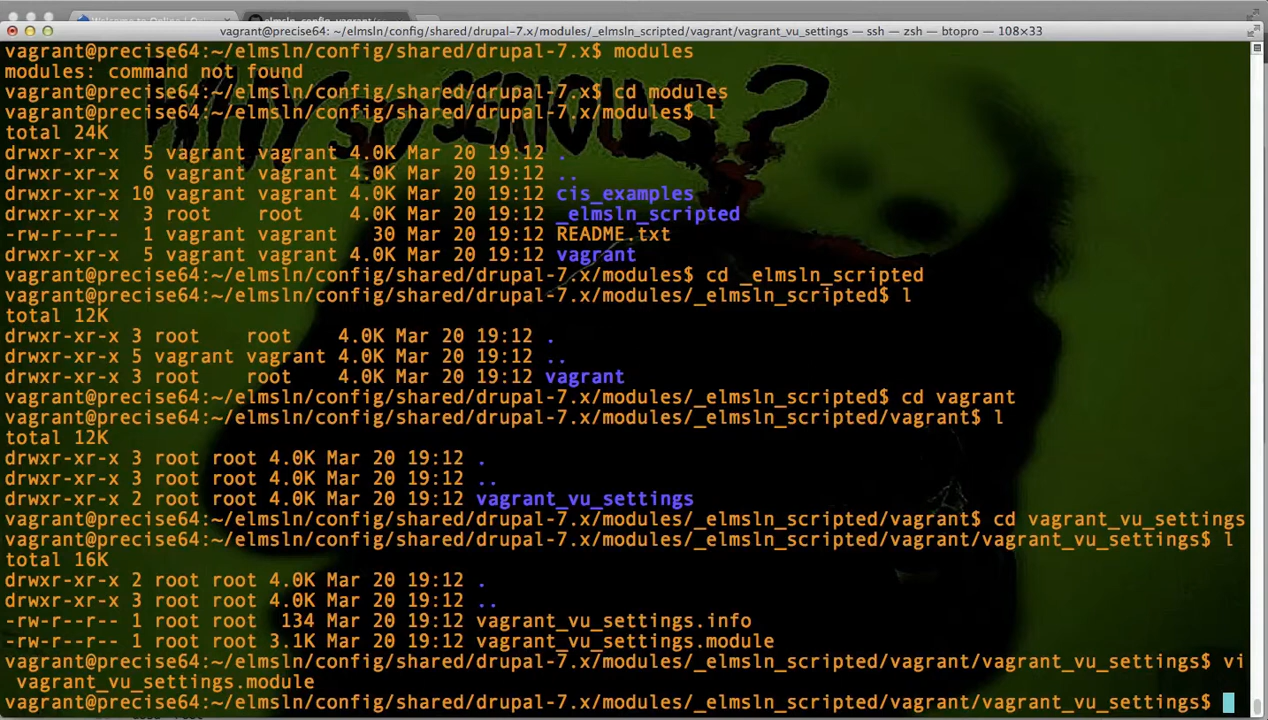 Welcome to Online
elmsln_config_vagrant
vagrant@precise64: ~/elmsln/config/shared/drupal-7.x/modules/_elmsln_scripted/vagrant/vagrant_vu_settings — ssh — zsh — btopro — 108×33
vagrant@precise64:~/elmsln/config/shared/drupal-7.x$ modules
modules: command not found
vagrant@precise64:~/elmsln/config/shared/drupal-7.x$ cd modules
vagrant@precise64:~/elmsln/config/shared/drupal-7.x/modules$ l
total 24K
drwxr-xr-x  5 vagrant vagrant 4.0K Mar 20 19:12 .
drwxr-xr-x  6 vagrant vagrant 4.0K Mar 20 19:12 ..
drwxr-xr-x 10 vagrant vagrant 4.0K Mar 20 19:12 cis_examples
drwxr-xr-x  3 root    root    4.0K Mar 20 19:12 _elmsln_scripted
-rw-r--r--  1 vagrant vagrant   30 Mar 20 19:12 README.txt
drwxr-xr-x  5 vagrant vagrant 4.0K Mar 20 19:12 vagrant
vagrant@precise64:~/elmsln/config/shared/drupal-7.x/modules$ cd _elmsln_scripted
vagrant@precise64:~/elmsln/config/shared/drupal-7.x/modules/_elmsln_scripted$ l
total 12K
drwxr-xr-x 3 root    root    4.0K Mar 20 19:12 .
drwxr-xr-x 5 vagrant vagrant 4.0K Mar 20 19:12 ..
drwxr-xr-x 3 root    root    4.0K Mar 20 19:12 vagrant
vagrant@precise64:~/elmsln/config/shared/drupal-7.x/modules/_elmsln_scripted$ cd vagrant
vagrant@precise64:~/elmsln/config/shared/drupal-7.x/modules/_elmsln_scripted/vagrant$ l
total 12K
drwxr-xr-x 3 root root 4.0K Mar 20 19:12 .
drwxr-xr-x 3 root root 4.0K Mar 20 19:12 ..
drwxr-xr-x 2 root root 4.0K Mar 20 19:12 vagrant_vu_settings
vagrant@precise64:~/elmsln/config/shared/drupal-7.x/modules/_elmsln_scripted/vagrant$ cd vagrant_vu_settings
vagrant@precise64:~/elmsln/config/shared/drupal-7.x/modules/_elmsln_scripted/vagrant/vagrant_vu_settings$ l
total 16K
drwxr-xr-x 2 root root 4.0K Mar 20 19:12 .
drwxr-xr-x 3 root root 4.0K Mar 20 19:12 ..
-rw-r--r-- 1 root root  134 Mar 20 19:12 vagrant_vu_settings.info
-rw-r--r-- 1 root root 3.1K Mar 20 19:12 vagrant_vu_settings.module
vagrant@precise64:~/elmsln/config/shared/drupal-7.x/modules/_elmsln_scripted/vagrant/vagrant_vu_settings$ vi
vagrant_vu_settings.module
vagrant@precise64:~/elmsln/config/shared/drupal-7.x/modules/_elmsln_scripted/vagrant/vagrant_vu_settings$
WHY SO SERIOUS?